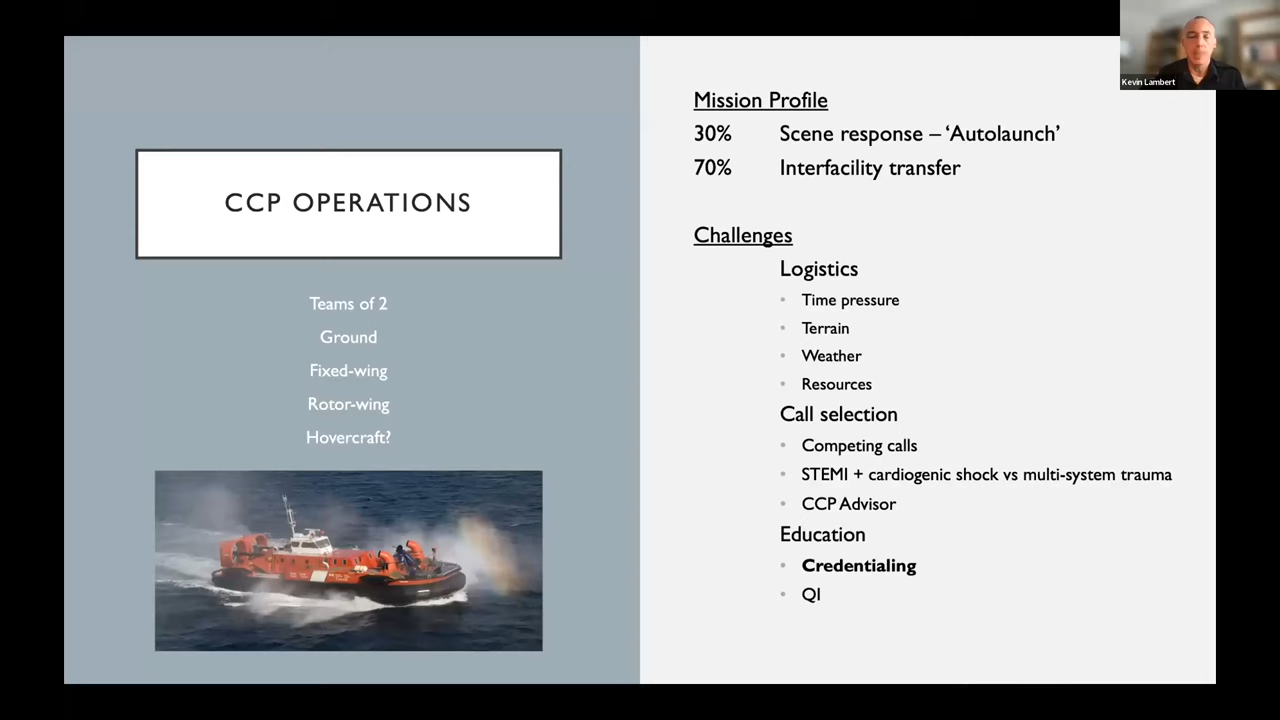 CCP OPERATIONS
Teams of 2
Ground
Fixed-wing
Rotor-wing
Hovercraft?
Mission Profile
30% Scene response – ‘Autolaunch’
70% Interfacility transfer
Challenges
Logistics
• Time pressure
• Terrain
• Weather
• Resources
Call selection
• Competing calls
• STEMI + cardiogenic shock vs multi-system trauma
• CCP Advisor
Education
• Credentialing
• QI
Kevin Lambert